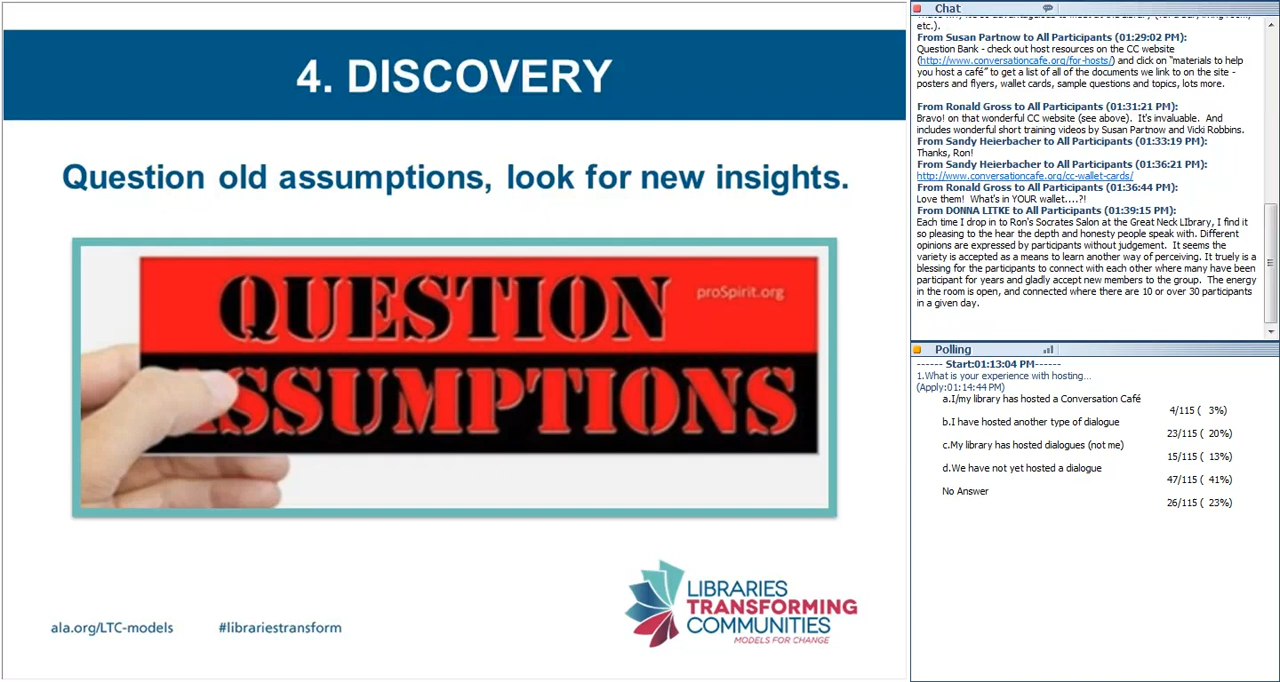 4. DISCOVERY
Question old assumptions, look for new insights.
QUESTION
proSpirit.org
ASSUMPTIONS
ala.org/LTC-models
#librariestransform
LIBRARIES
TRANSFORMING
COMMUNITIES
MODELS FOR CHANGE
Chat
etc.).
From Susan Partnow to All Participants (01:29:02 PM):
Question Bank - check out host resources on the CC website
(http://www.conversationcafe.org/for-hosts/) and click on "materials to help
you host a café" to get a list of all of the documents we link to on the site -
posters and flyers, wallet cards, sample questions and topics, lots more.
From Ronald Gross to All Participants (01:31:21 PM):
Bravo! on that wonderful CC website (see above).  It's invaluable.  And
includes wonderful short training videos by Susan Partnow and Vicki Robbins.
From Sandy Heierbacher to All Participants (01:33:19 PM):
Thanks, Ron!
From Sandy Heierbacher to All Participants (01:36:21 PM):
http://www.conversationcafe.org/cc-wallet-cards/
From Ronald Gross to All Participants (01:36:44 PM):
Love them!  What's in YOUR wallet....?!
From DONNA LITKE to All Participants (01:39:15 PM):
Each time I drop in to Ron's Socrates Salon at the Great Neck LIbrary, I find it
so pleasing to the hear the depth and honesty people speak with. Different
opinions are expressed by participants without judgement.  It seems the
variety is accepted as a means to learn another way of perceiving. It truely is a
blessing for the participants to connect with each other where many have been
participant for years and gladly accept new members to the group.  The energy
in the room is open, and connected where there are 10 or over 30 participants
in a given day.
Polling
------ Start:01:13:04 PM------
1.What is your experience with hosting...
(Apply:01:14:44 PM)
a.I/my library has hosted a Conversation Café
4/115 ( 3%)
b.I have hosted another type of dialogue
23/115 ( 20%)
c.My library has hosted dialogues (not me)
15/115 ( 13%)
d.We have not yet hosted a dialogue
47/115 ( 41%)
No Answer
26/115 ( 23%)